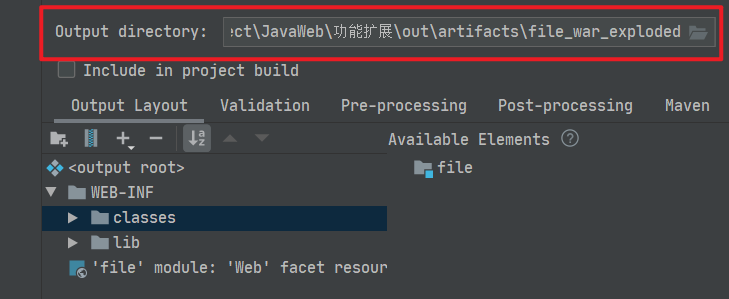 Output directory: ect\JavaWeb\功能扩展\out\artifacts\file_war_exploded
Include in project build
Output Layout Validation Pre-processing Post-processing Maven
Available Elements
<output root>
file
WEB-INF
classes
lib
'file' module: 'Web' facet resour